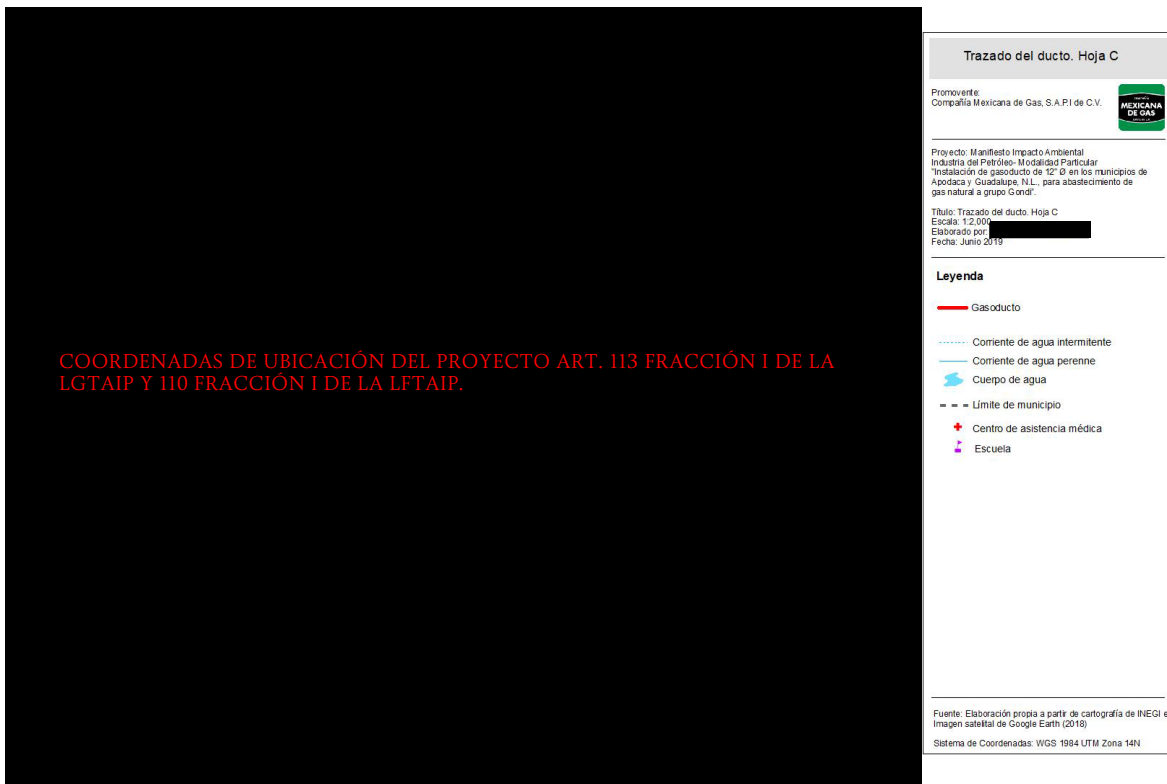 COORDENADAS DE UBICACIÓN DEL PROYECTO ART. 113 FRACCIÓN I DE LA
LGTAIP Y 110 FRACCIÓN I DE LA LFTAIP.
Trazado del ducto. Hoja C
Promovente:
Compañía Mexicana de Gas, S.A.P.I de C.V.
MEXICANA
DE GAS
Proyecto: Manifiesto Impacto Ambiental
Industria del Petróleo- Modalidad Particular
"Instalación de gasoducto de 12" Ø en los municipios de
Apodaca y Guadalupe, N.L., para abastecimiento de
gas natural a grupo Gondi".
Título: Trazado del ducto. Hoja C
Escala: 1:2,000
Elaborado por:
Fecha: Junio 2019
Leyenda
Gasoducto
Corriente de agua intermitente
Corriente de agua perenne
Cuerpo de agua
Límite de municipio
Centro de asistencia médica
Escuela
Fuente: Elaboración propia a partir de cartografía de INEGI e
Imagen satelital de Google Earth (2018)
Sistema de Coordenadas: WGS 1984 UTM Zona 14N